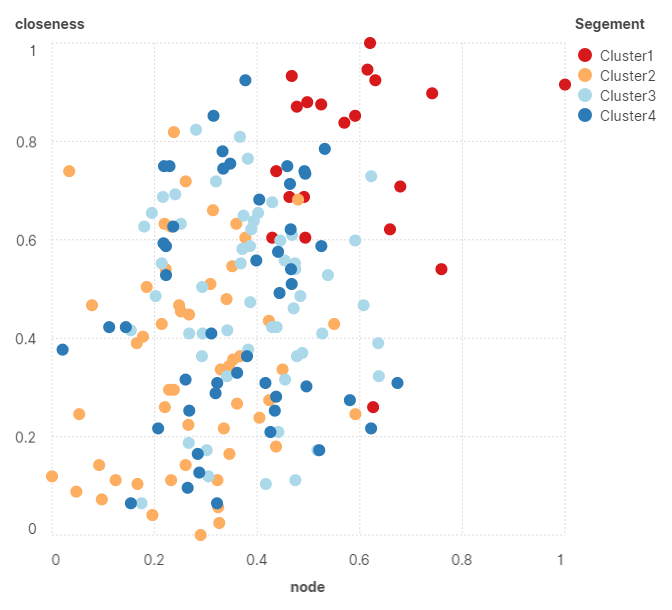 closeness
Segement
Cluster1
Cluster2
Cluster3
Cluster4
1
0.8
0.6
0.4
0.2
0
0 0.2 0.4 0.6 0.8 1
node